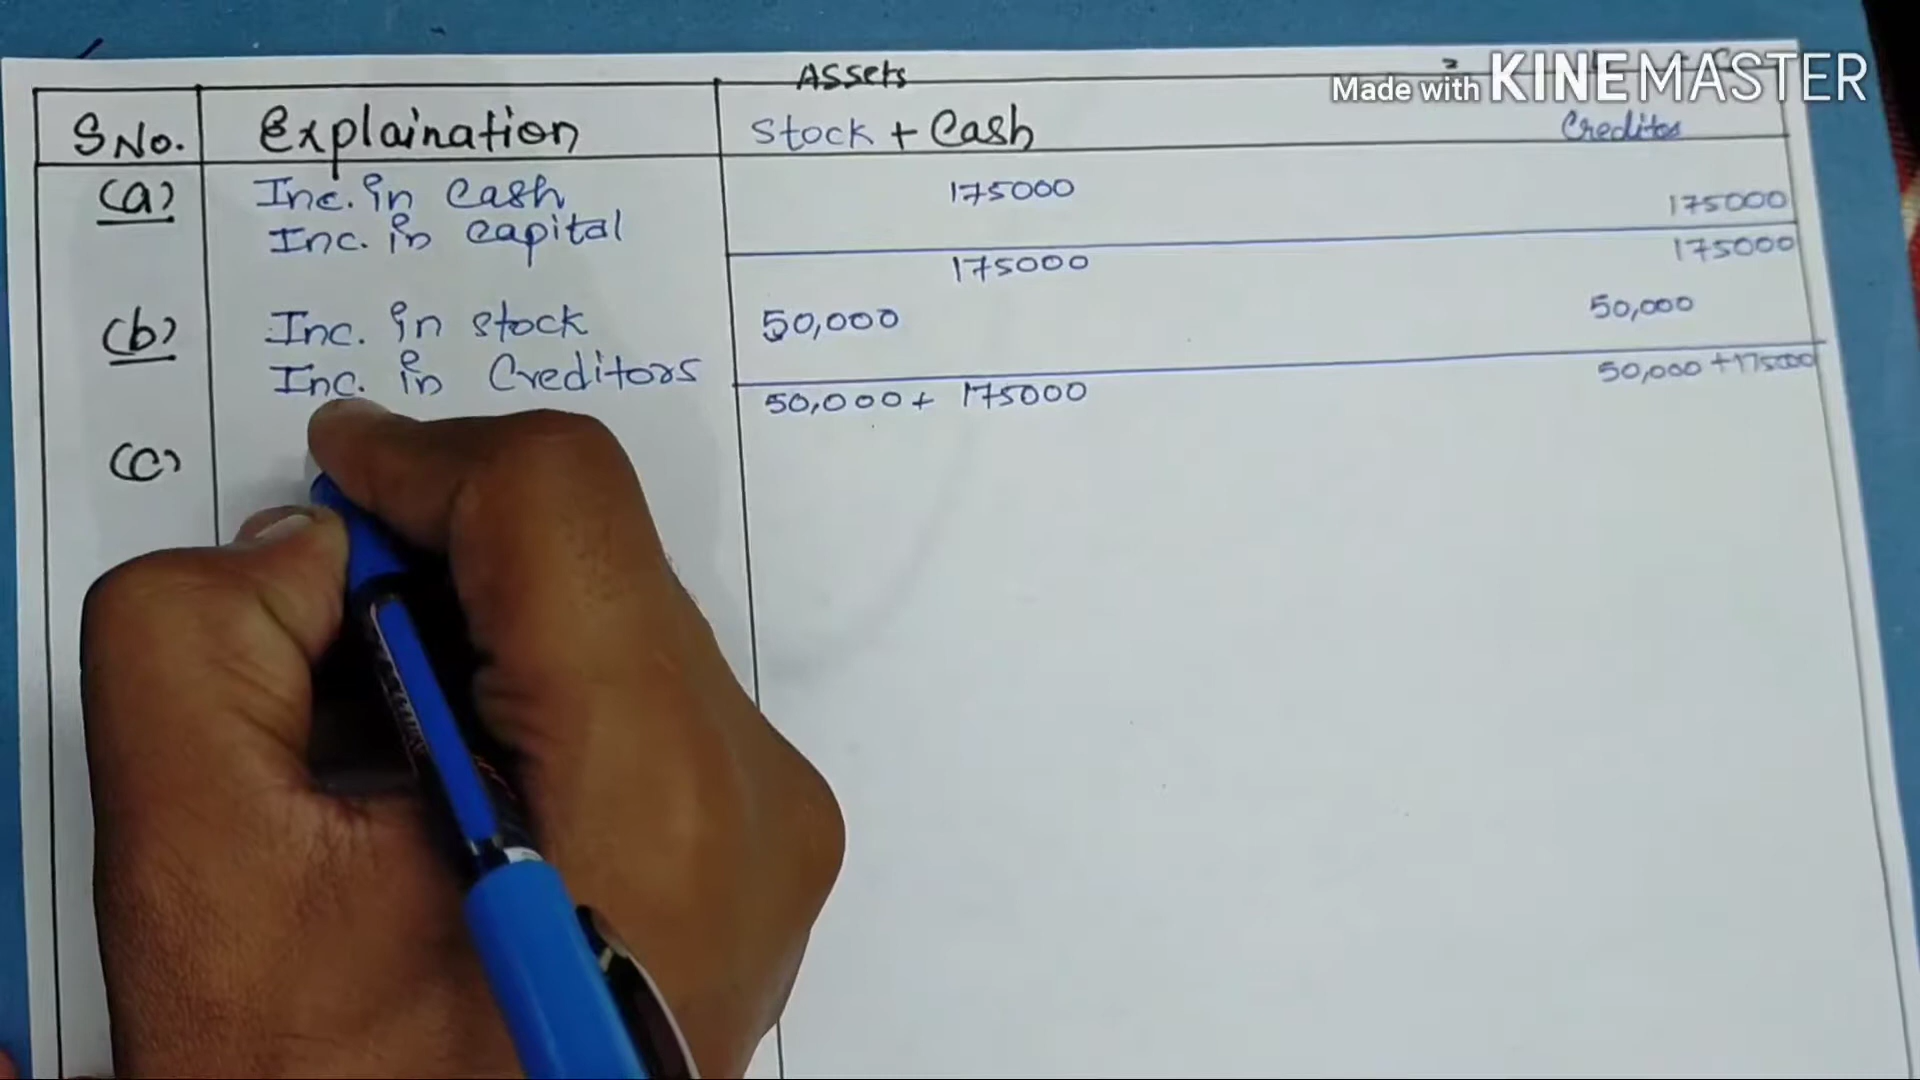 Assets
Made with KINEMASTER
S No. Explaination Stock + Cash Creditos
(a) Inc. in Cash 175000 175000
Inc. in capital
175000 175000
(b) Inc. in stock 50,000 50,000
Inc. in Creditors
50,000 + 175000 50,000 + 175000
(c)